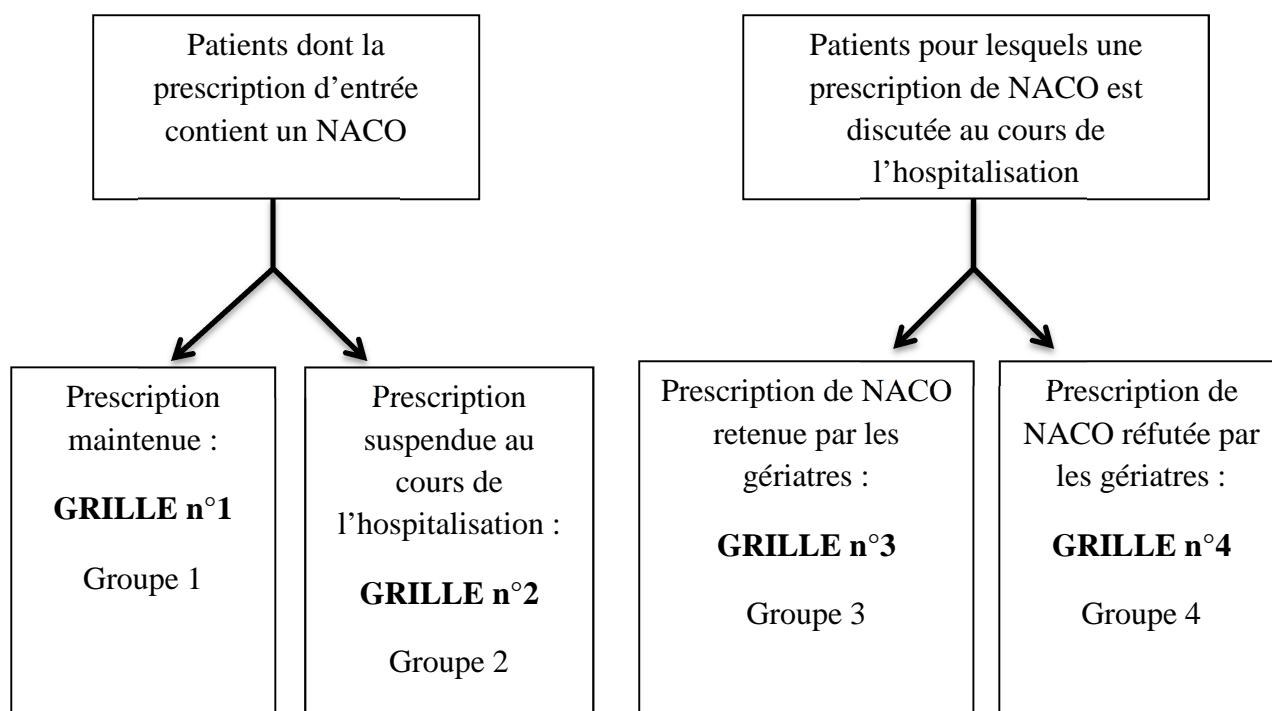 Patients dont la
prescription d’entrée
contient un NACO
Patients pour lesquels une
prescription de NACO est
discutée au cours de
l’hospitalisation
Prescription
maintenue :
GRILLE n°1
Groupe 1
Prescription
suspendue au
cours de
l’hospitalisation :
GRILLE n°2
Groupe 2
Prescription de NACO
retenue par les
gériatres :
GRILLE n°3
Groupe 3
Prescription de
NACO réfutée par
les gériatres :
GRILLE n°4
Groupe 4